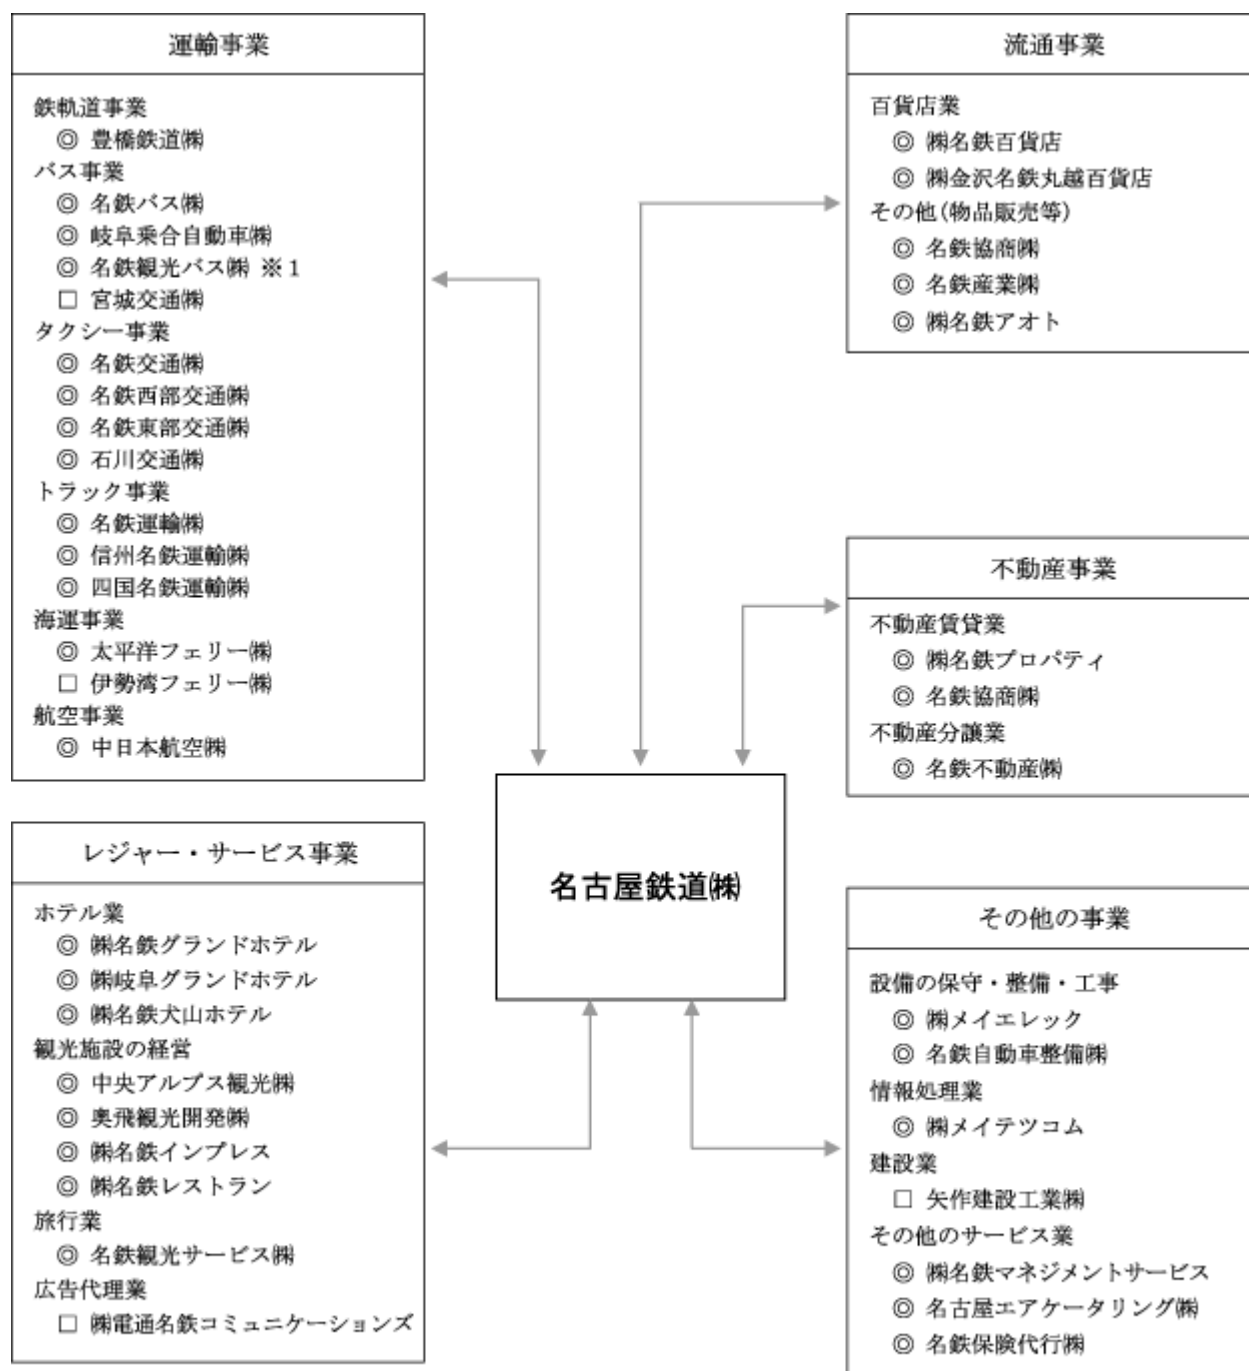 運輸事業
鉄軌道事業
◎ 豊橋鉄道㈱
バス事業
◎ 名鉄バス㈱
◎ 岐阜乗合自動車㈱
◎ 名鉄観光バス㈱ ※1
□ 宮城交通㈱
タクシー事業
◎ 名鉄交通㈱
◎ 名鉄西部交通㈱
◎ 名鉄東部交通㈱
◎ 石川交通㈱
トラック事業
◎ 名鉄運輸㈱
◎ 信州名鉄運輸㈱
◎ 四国名鉄運輸㈱
海運事業
◎ 太平洋フェリー㈱
□ 伊勢湾フェリー㈱
航空事業
◎ 中日本航空㈱
流通事業
百貨店業
◎ ㈱名鉄百貨店
◎ ㈱金沢名鉄丸越百貨店
その他(物品販売等)
◎ 名鉄協商㈱
◎ 名鉄産業㈱
◎ ㈱名鉄アオト
不動産事業
不動産賃貸業
◎ ㈱名鉄プロパティ
◎ 名鉄協商㈱
不動産分譲業
◎ 名鉄不動産㈱
名古屋鉄道㈱
レジャー・サービス事業
ホテル業
◎ ㈱名鉄グランドホテル
◎ ㈱岐阜グランドホテル
◎ ㈱名鉄犬山ホテル
観光施設の経営
◎ 中央アルプス観光㈱
◎ 奥飛観光開発㈱
◎ ㈱名鉄インプレス
◎ ㈱名鉄レストラン
旅行業
◎ 名鉄観光サービス㈱
広告代理業
□ ㈱電通名鉄コミュニケーションズ
その他の事業
設備の保守・整備・工事
◎ ㈱メイエレック
◎ 名鉄自動車整備㈱
情報処理業
◎ ㈱メイテツコム
建設業
□ 矢作建設工業㈱
その他のサービス業
◎ ㈱名鉄マネジメントサービス
◎ 名古屋エアケータリング㈱
◎ 名鉄保険代行㈱